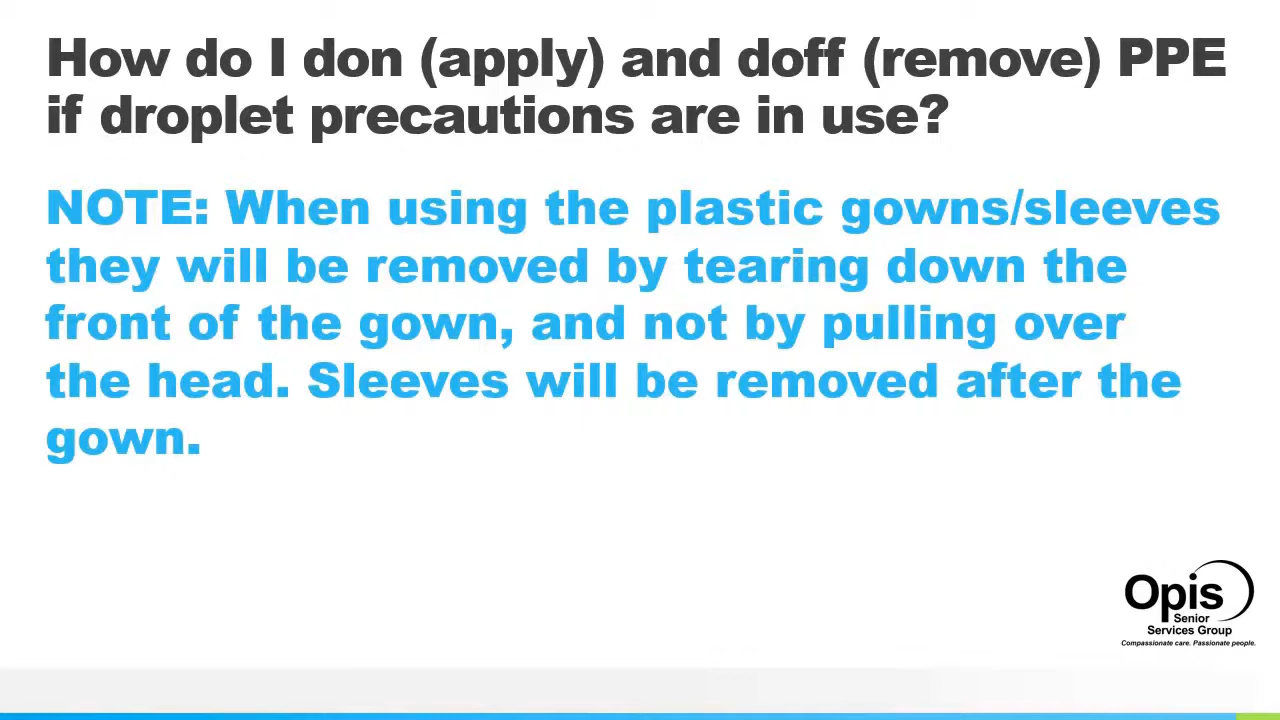 How do I don (apply) and doff (remove) PPE
if droplet precautions are in use?
NOTE: When using the plastic gowns/sleeves
they will be removed by tearing down the
front of the gown, and not by pulling over
the head. Sleeves will be removed after the
gown.
Opis
Senior
Services Group
Compassionate care. Passionate people.